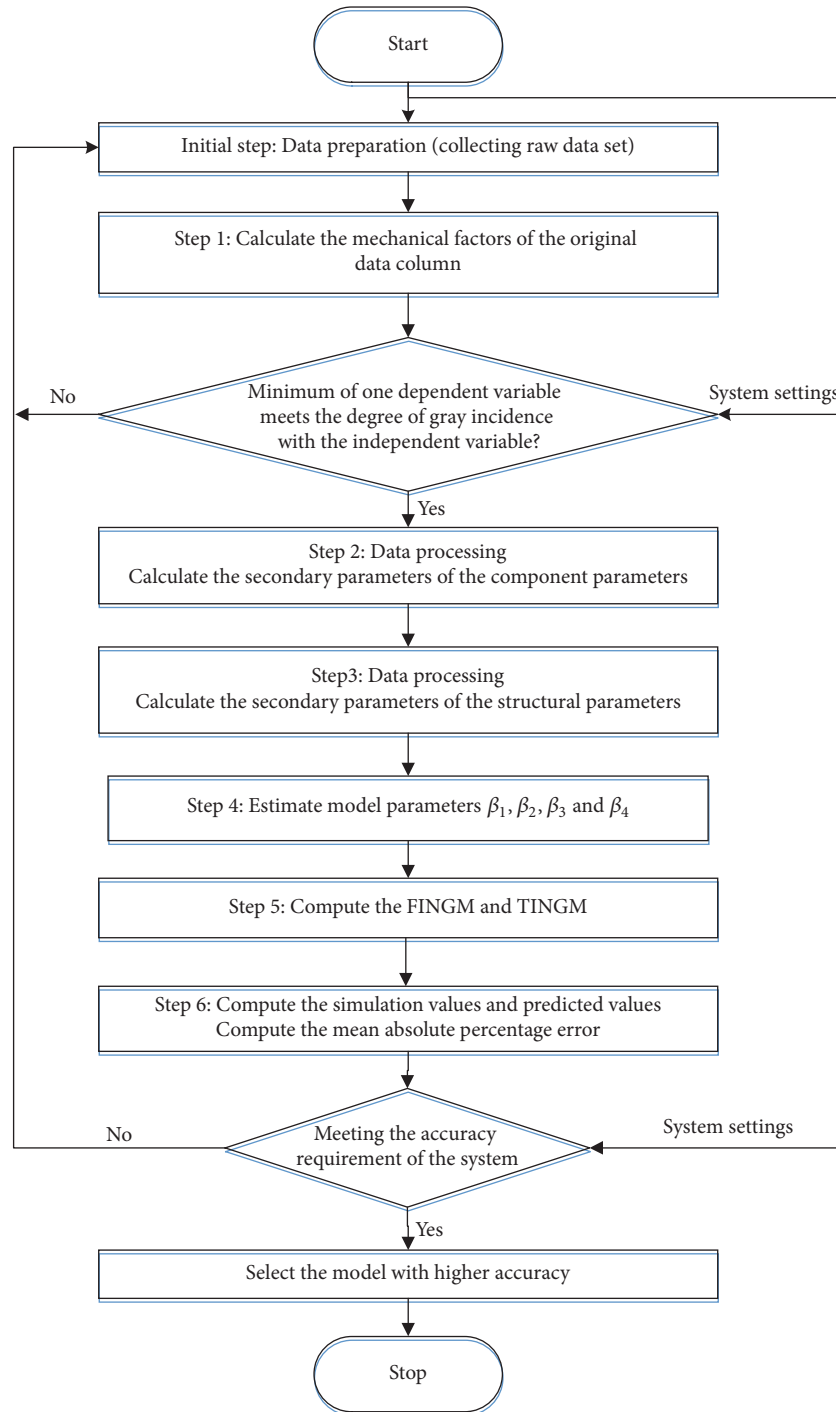 Start
Initial step: Data preparation (collecting raw data set)
Step 1: Calculate the mechanical factors of the original
data column
No
Minimum of one dependent variable
meets the degree of gray incidence
with the independent variable?
System settings
Yes
Step 2: Data processing
Calculate the secondary parameters of the component parameters
Step3: Data processing
Calculate the secondary parameters of the structural parameters
Step 4: Estimate model parameters β₁, β₂, β₃ and β₄
Step 5: Compute the FINGM and TINGM
Step 6: Compute the simulation values and predicted values
Compute the mean absolute percentage error
No
Meeting the accuracy
requirement of the system
System settings
Yes
Select the model with higher accuracy
Stop